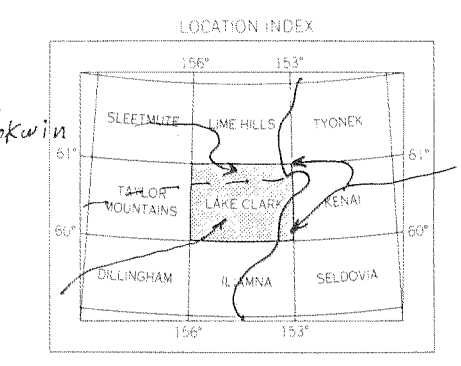 LOCATION INDEX
156° 153°
SLEETMUTE LIME HILLS TYONEK
okwin
61° 61°
TAYLOR MOUNTAINS LAKE CLARK KENAI
60° 60°
DILLINGHAM ILIAMNA SELDOVIA
156° 153°